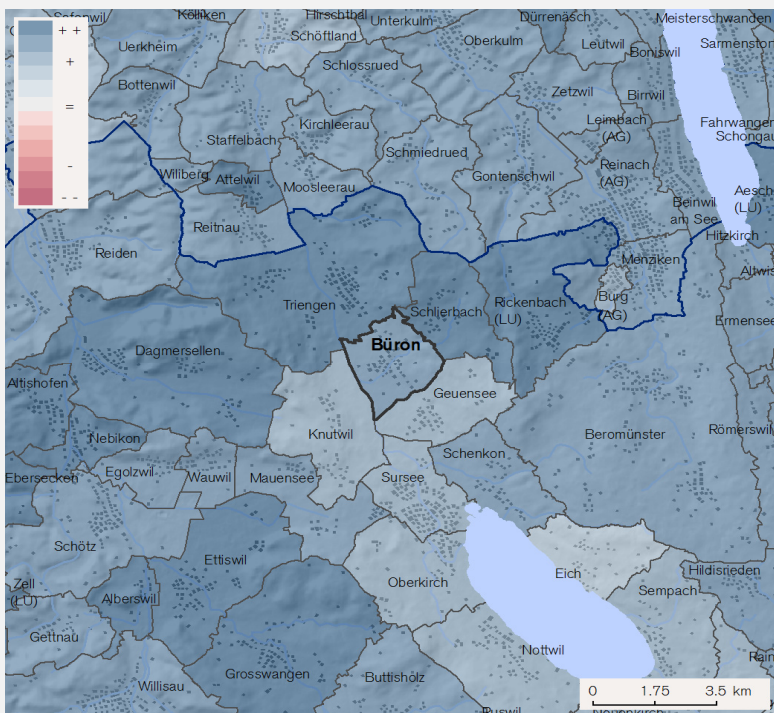 Safenwil
Kölliken
Hirschthal
Unterkulm
Dürrenäsch
Meisterschwanden
Schöftland
Uerkheim
Oberkulm
Leutwil
Boniswil
Sarmenstor
++
+
=
-
--
Schlossrued
Bottenwil
Zetzwil
Birrwil
Kirchleerau
Leimbach
(AG)
Fahrwangen
Schongau
Staffelbach
Schmiedrued
Reinach
(AG)
Wiliberg
Attelwil
Moosleerau
Gontenschwil
Aesch
(LU)
Beinwil
am See
Reitnau
Hitzkirch
Reiden
Menziken
Altwis
Burg
(AG)
Triengen
Schlierbach
Rickenbach
(LU)
Ermensee
Büron
Dagmersellen
Altishofen
Geuensee
Knutwil
Beromünster
Römerswil
Nebikon
Schenkon
Ebersecken
Egolzwil
Wauwil
Mauensee
Sursee
Schötz
Ettiswil
Eich
Hildisrieden
Zell
(LU)
Oberkirch
Sempach
Alberswil
Gettnau
Nottwil
Rain
Grosswangen
Buttisholz
Willisau
0 1.75 3.5 km
Ruswil
Neuenkirch